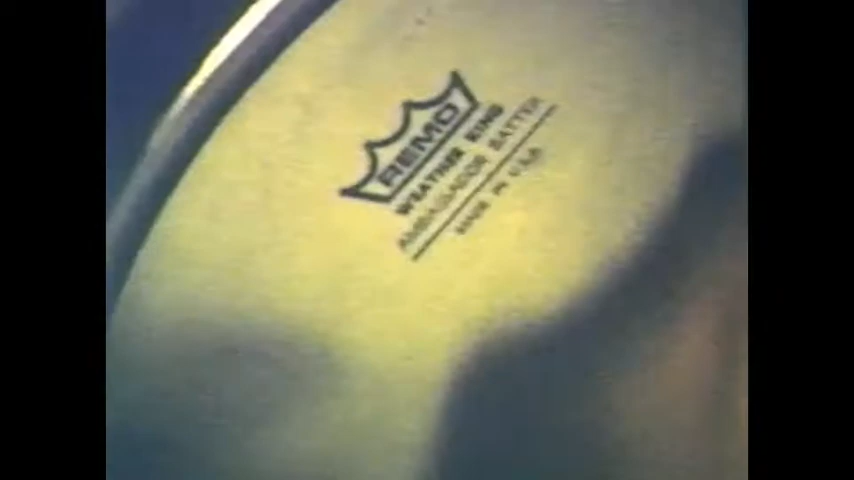 REMO
WEATHER KING
AMBASSADOR BATTER
MADE IN U.S.A.